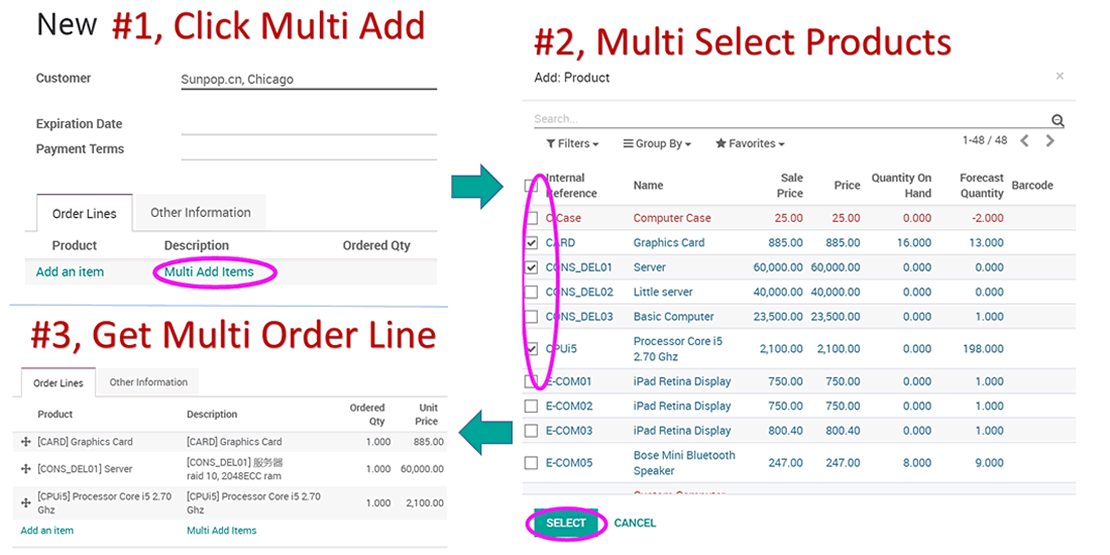 New #1, Click Multi Add
Customer Sunpop.cn, Chicago
Expiration Date
Payment Terms
Order Lines Other Information
Product Description Ordered Qty
Add an item Multi Add Items
#2, Multi Select Products
Add: Product ×
Search...
Filters Group By Favorites 1-48 / 48
Internal Reference Name Sale Price Price Quantity On Hand Forecast Quantity Barcode
C-Case Computer Case 25.00 25.00 0.000 -2.000
CARD Graphics Card 885.00 885.00 16.000 13.000
CONS_DEL01 Server 60,000.00 60,000.00 0.000 0.000
CONS_DEL02 Little server 40,000.00 40,000.00 0.000 0.000
CONS_DEL03 Basic Computer 23,500.00 23,500.00 0.000 1.000
CPUi5 Processor Core i5 2.70 Ghz 2,100.00 2,100.00 0.000 198.000
E-COM01 iPad Retina Display 750.00 750.00 0.000 1.000
E-COM02 iPad Retina Display 750.00 750.00 0.000 1.000
E-COM03 iPad Retina Display 800.40 800.40 0.000 1.000
E-COM05 Bose Mini Bluetooth Speaker 247.00 247.00 8.000 9.000
Custom Computer
SELECT CANCEL
#3, Get Multi Order Line
Order Lines Other Information
Product Description Ordered Qty Unit Price
[CARD] Graphics Card [CARD] Graphics Card 1.000 885.00
[CONS_DEL01] Server [CONS_DEL01] 服务器 raid 10, 2048ECC ram 1.000 60,000.00
[CPUi5] Processor Core i5 2.70 Ghz [CPUi5] Processor Core i5 2.70 Ghz 1.000 2,100.00
Add an item Multi Add Items